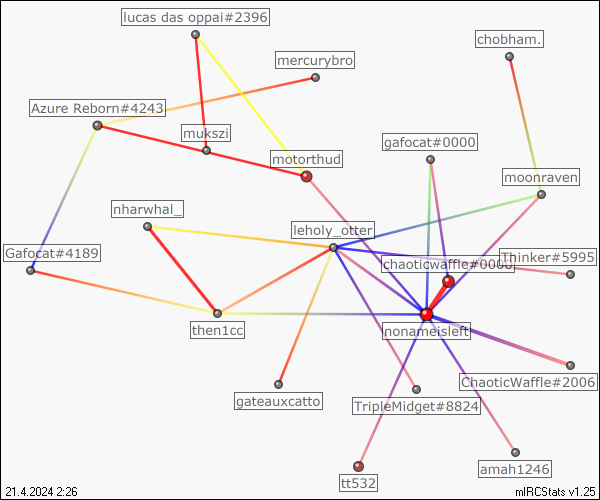 lucas das oppai#2396
chobham.
mercurybro
Azure Reborn#4243
mukszi
gafocat#0000
motorthud
moonraven
nharwhal_
leholy_otter
Gafocat#4189
chaoticwaffle#0000
Thinker#5995
then1cc
nonameisleft
ChaoticWaffle#2006
gateauxcatto
TripleMidget#8824
amah1246
tt532
21.4.2024 2:26
mIRCStats v1.25